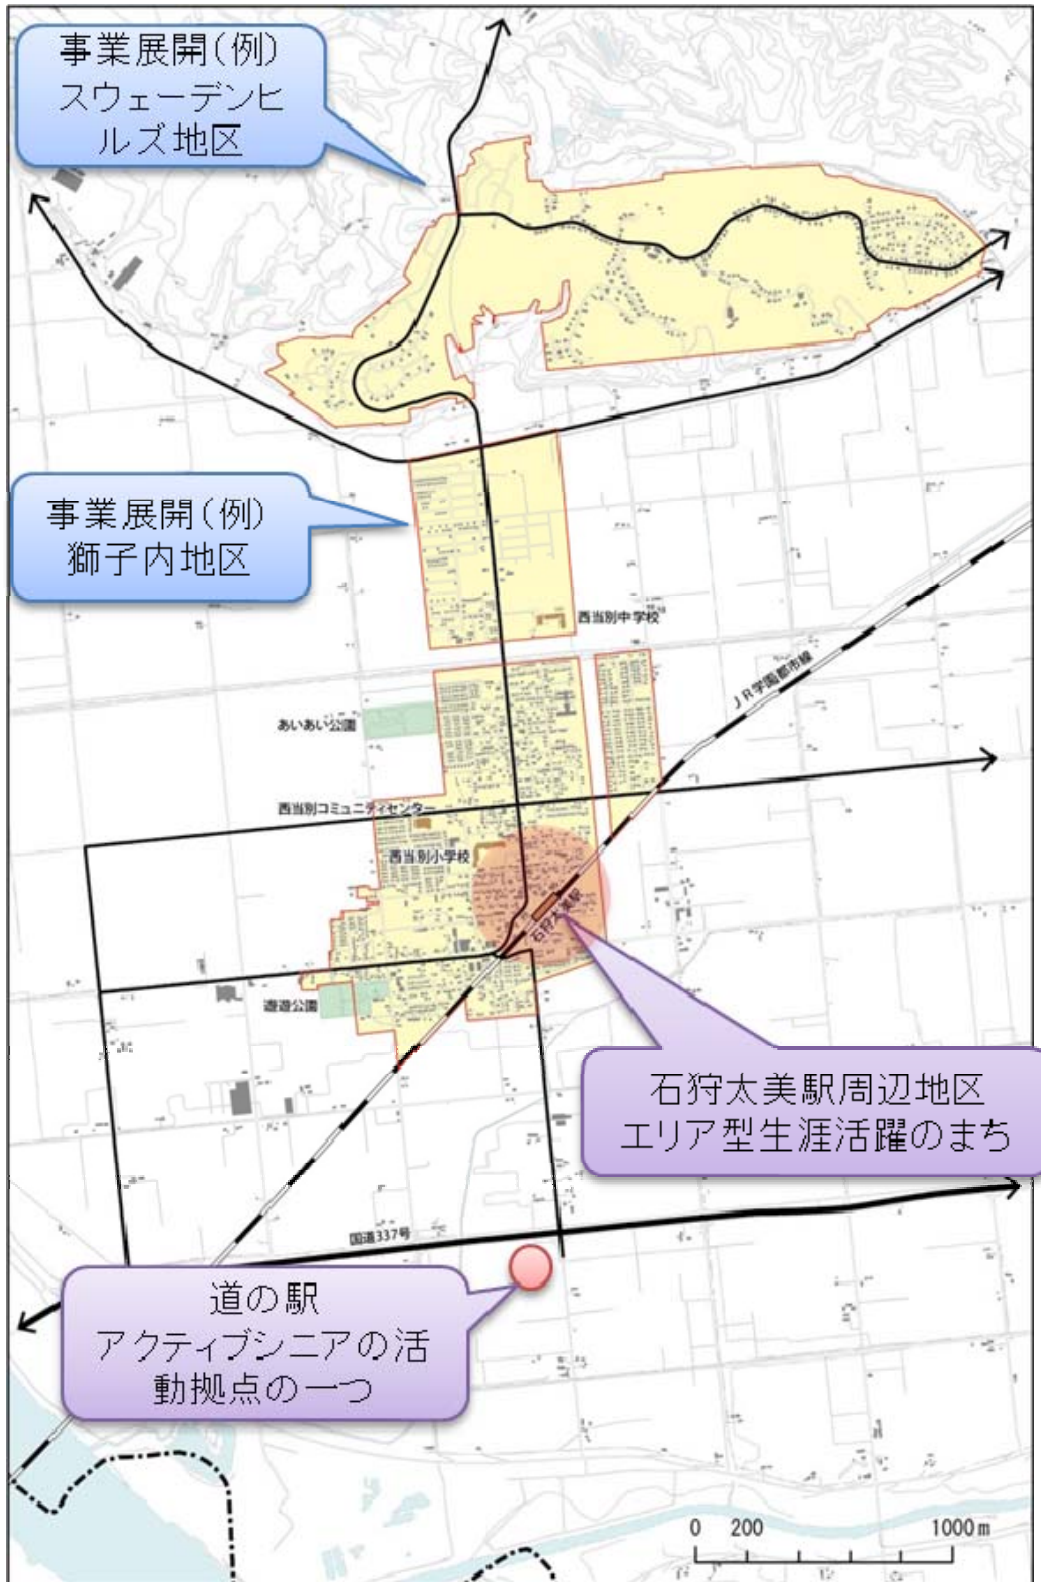 事業展開(例)
スウェーデンヒ
ルズ地区
事業展開(例)
獅子内地区
西当別中学校
JR学園都市線
あいあい公園
西当別コミュニティセンター
西当別小学校
石狩太美駅
遊遊公園
石狩太美駅周辺地区
エリア型生涯活躍のまち
国道337号
道の駅
アクティブシニアの活
動拠点の一つ
0 200 1000m